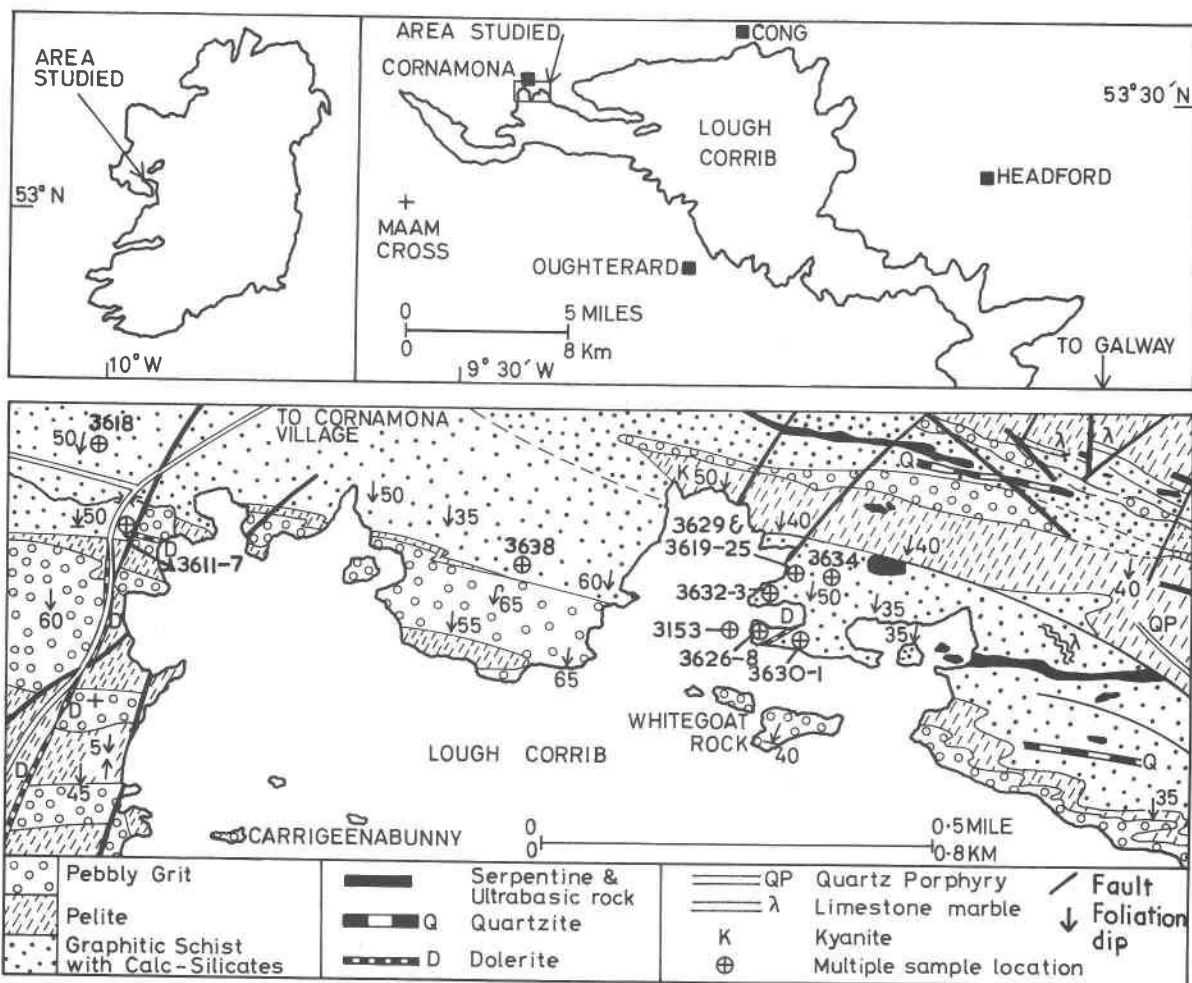 AREA
STUDIED
53° N
10° W
AREA STUDIED
CORNAMONA
CONG
53° 30′ N
LOUGH
CORRIB
HEADFORD
MAAM
CROSS
OUGHTERARD
0 5 MILES
0 8 Km
9° 30′ W
TO GALWAY
3618
50
TO CORNAMONA
VILLAGE
50
D
3611-7
60
D
D
5
D
45
50
35
3638
65
55
60
65
K
50
3629 &
3619-25
40
3634
40
3632-3
50
35
D
3153
3626-8
3630-1
35
WHITEGOAT
ROCK
40
Q
λ
λ
40
QP
λ
Q
35
LOUGH CORRIB
CARRIGEENABUNNY
0 0·5 MILE
0 0·8 KM
Pebbly Grit
Pelite
Graphitic Schist
with Calc-Silicates
Serpentine &
Ultrabasic rock
Q Quartzite
D Dolerite
QP Quartz Porphyry
λ Limestone marble
K Kyanite
Multiple sample location
Fault
Foliation
dip